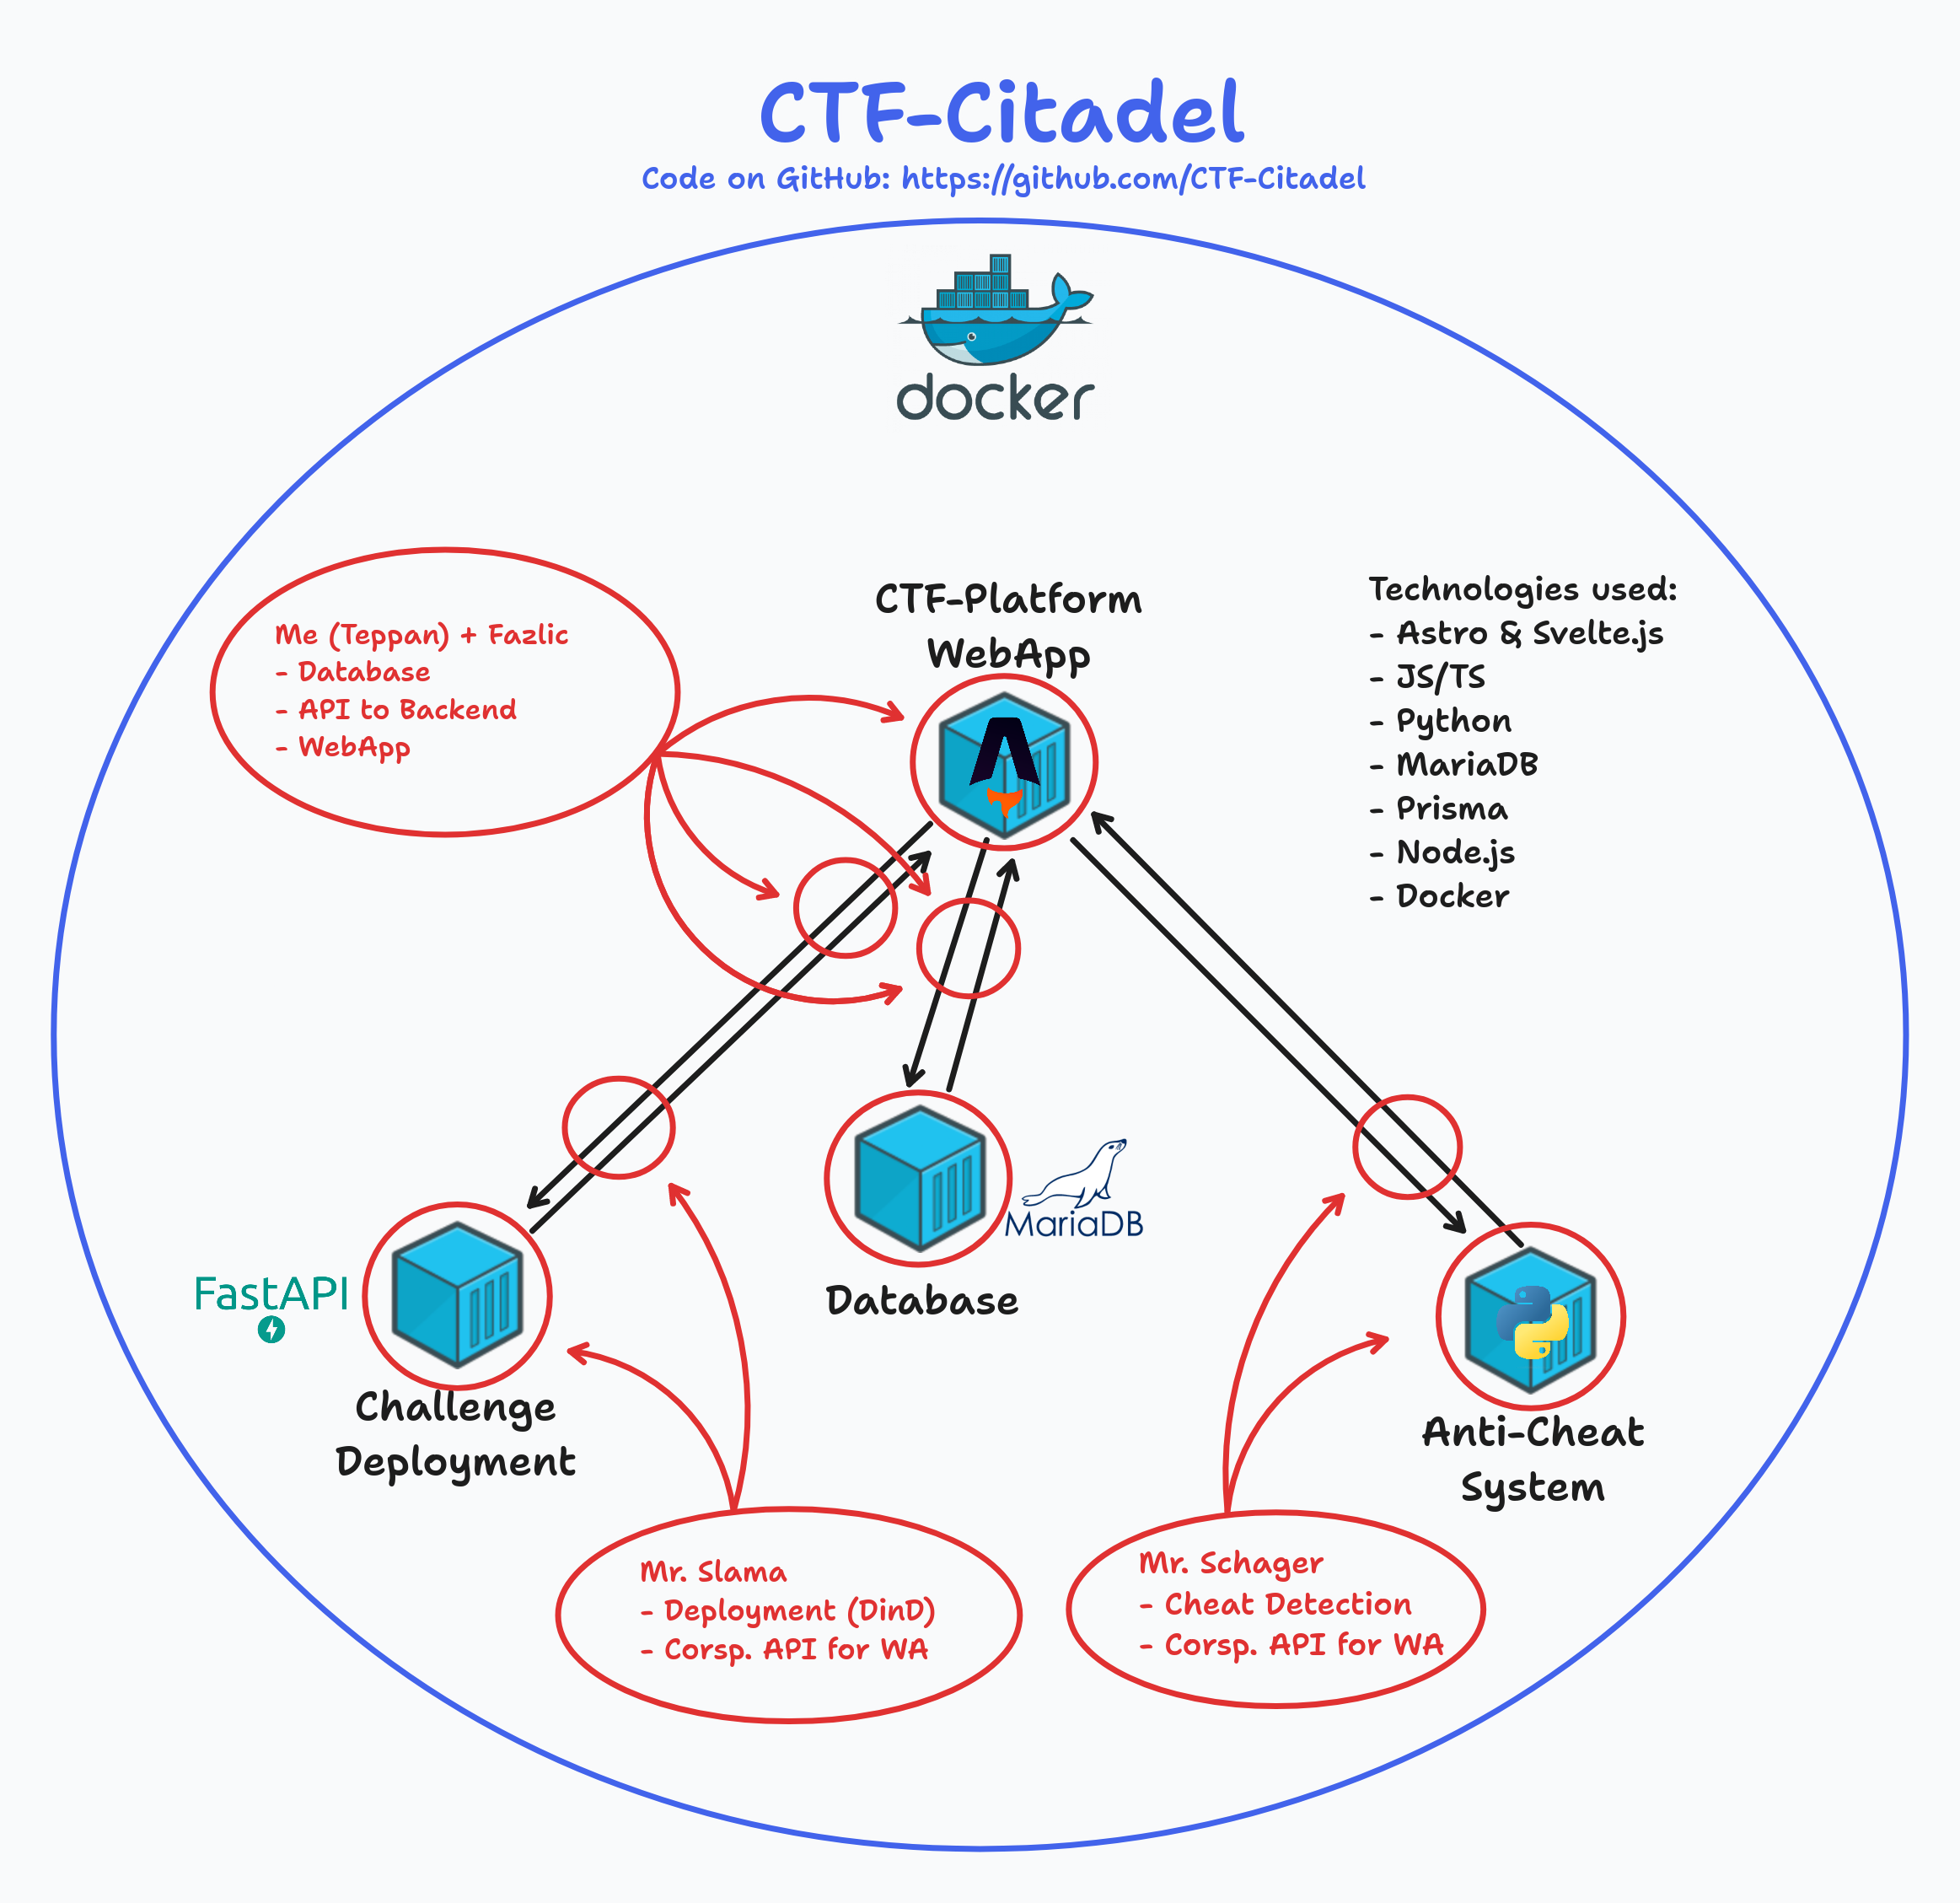 CTF-Citadel
Code on GitHub: https://github.com/CTF-Citadel
docker
Me (Teppan) + Fazlic
- Database
- API to Backend
- WebApp
CTF-Platform
WebApp
Technologies used:
- Astro & Svelte.js
- JS/TS
- Python
- MariaDB
- Prisma
- Node.js
- Docker
MariaDB
Database
FastAPI
Challenge
Deployment
Anti-Cheat
System
Mr. Slama
- Deployment (DinD)
- Corsp. API for WA
Mr. Schager
- Cheat Detection
- Corsp. API for WA